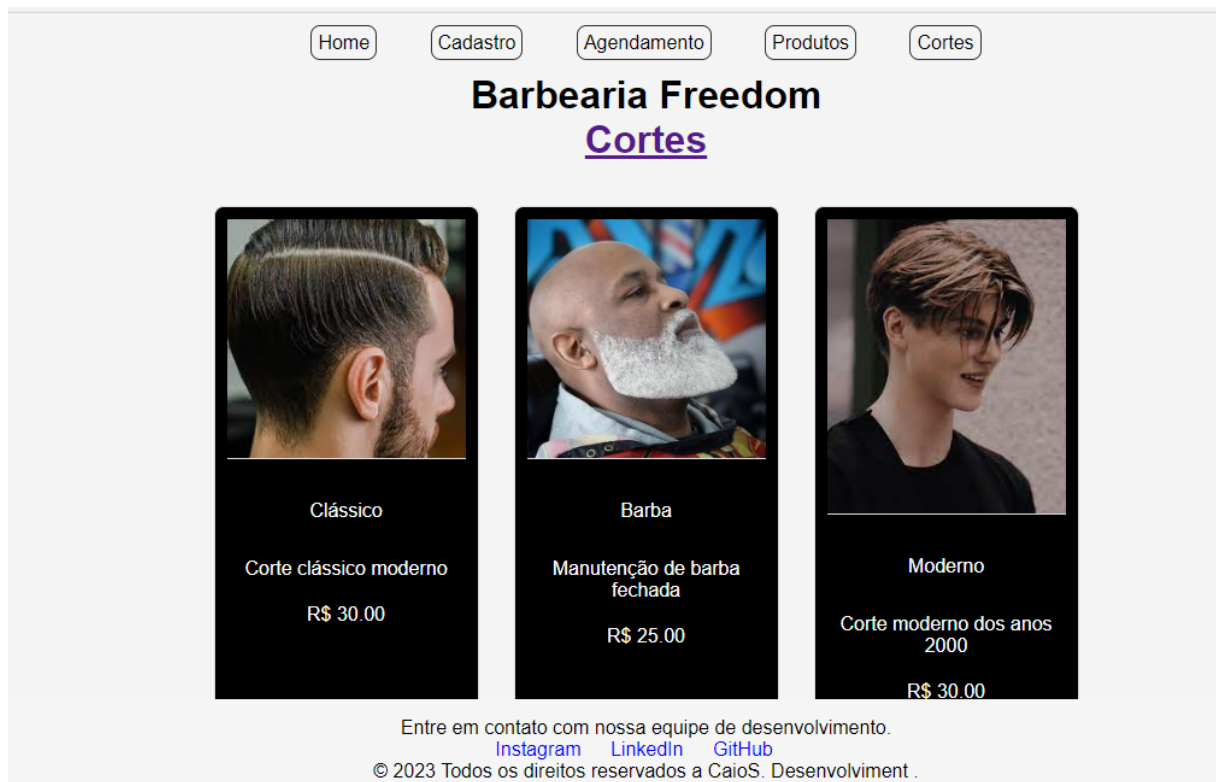 Home Cadastro Agendamento Produtos Cortes
Barbearia Freedom
Cortes
Clássico
Corte clássico moderno
R$ 30.00
Barba
Manutenção de barba
fechada
R$ 25.00
Moderno
Corte moderno dos anos
2000
R$ 30.00
Entre em contato com nossa equipe de desenvolvimento.
Instagram LinkedIn GitHub
© 2023 Todos os direitos reservados a CaioS. Desenvolviment .